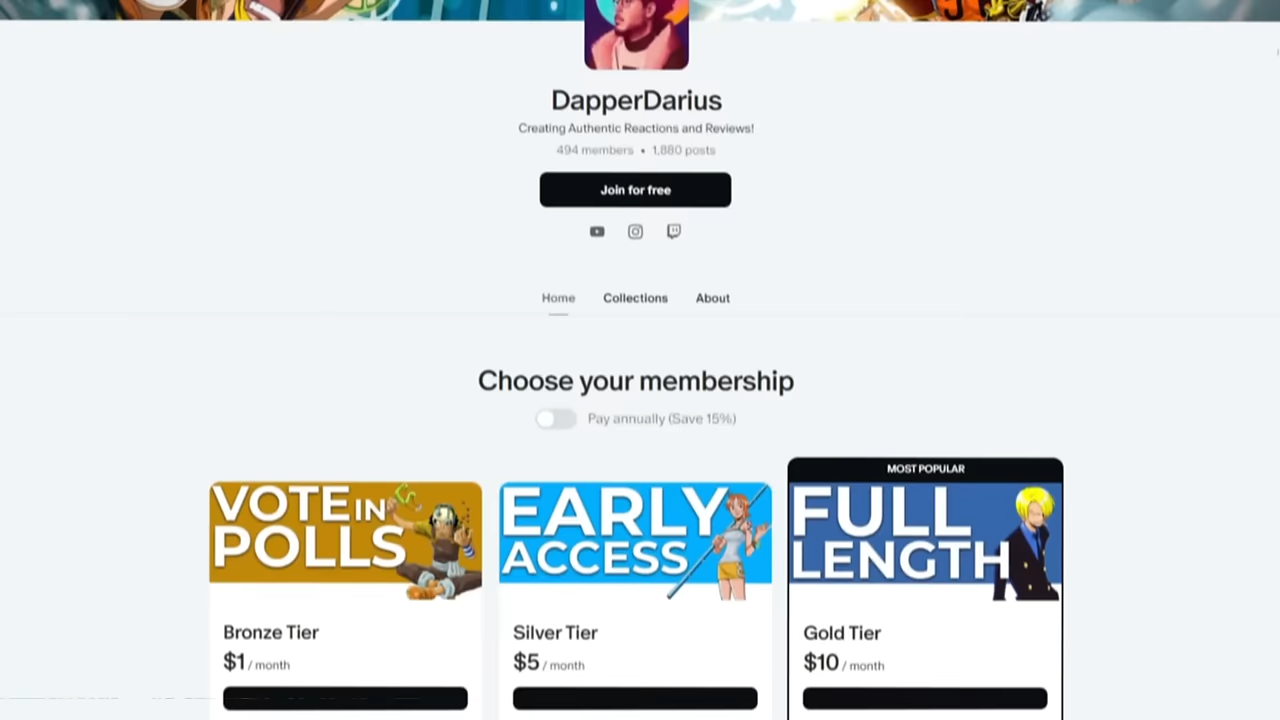 DapperDarius
Creating Authentic Reactions and Reviews!
494 members • 1,880 posts
Join for free
Home Collections About
Choose your membership
Pay annually (Save 15%)
MOST POPULAR
VOTE IN
POLLS
EARLY
ACCESS
FULL
LENGTH
Bronze Tier
$1 / month
Silver Tier
$5 / month
Gold Tier
$10 / month